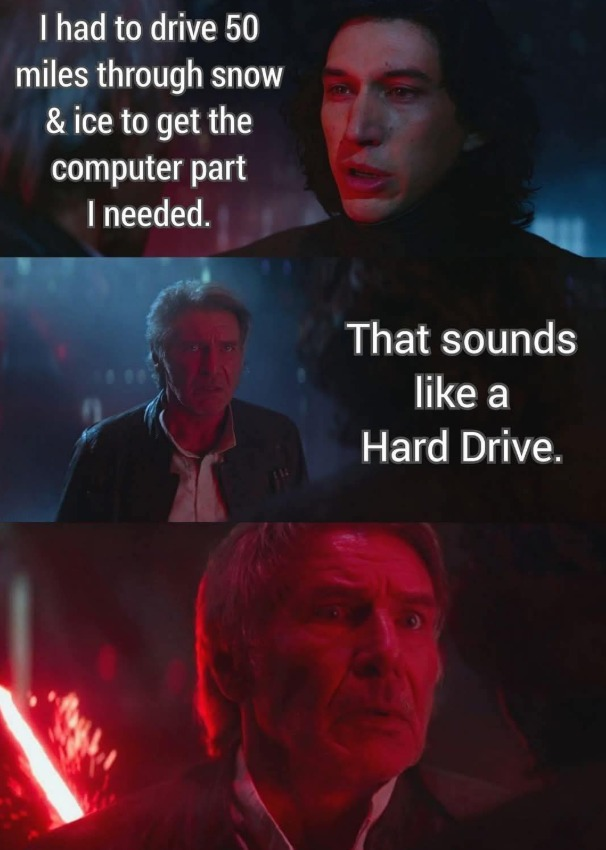 I had to drive 50
miles through snow
& ice to get the
computer part
I needed.
That sounds
like a
Hard Drive.